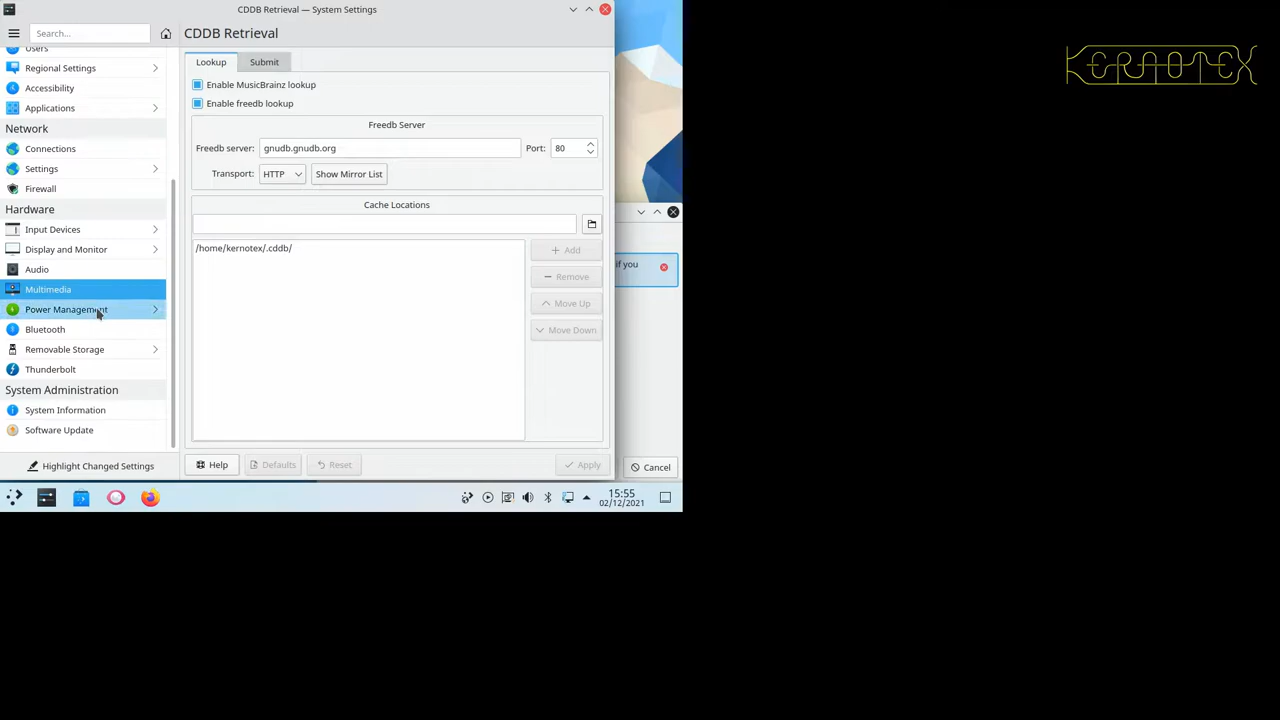 CDDB Retrieval — System Settings
Search...
CDDB Retrieval
Users
Regional Settings
Accessibility
Applications
Network
Connections
Settings
Firewall
Hardware
Input Devices
Display and Monitor
Audio
Multimedia
Power Management
Bluetooth
Removable Storage
Thunderbolt
System Administration
System Information
Software Update
Highlight Changed Settings
Lookup Submit
Enable MusicBrainz lookup
Enable freedb lookup
Freedb Server
Freedb server: gnudb.gnudb.org Port: 80
Transport: HTTP Show Mirror List
Cache Locations
/home/kernotex/.cddb/
Add
Remove
Move Up
Move Down
Help Defaults Reset Apply
if you
Cancel
15:55
02/12/2021
KERNOTEX